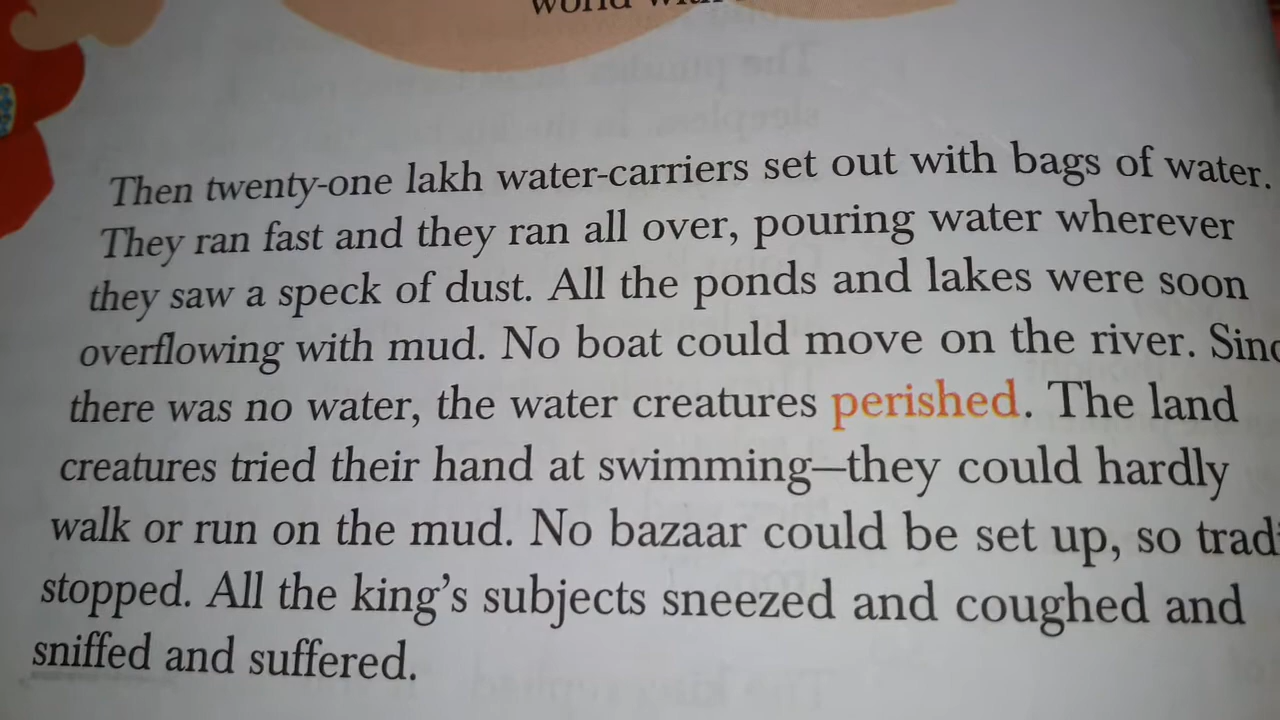 Then twenty-one lakh water-carriers set out with bags of water.
They ran fast and they ran all over, pouring water wherever
they saw a speck of dust. All the ponds and lakes were soon
overflowing with mud. No boat could move on the river.
there was no water, the water creatures perished. The land
creatures tried their hand at swimming—they could hardly
walk or run on the mud. No bazaar could be set up, so
stopped. All the king's subjects sneezed and coughed and
sniffed and suffered.